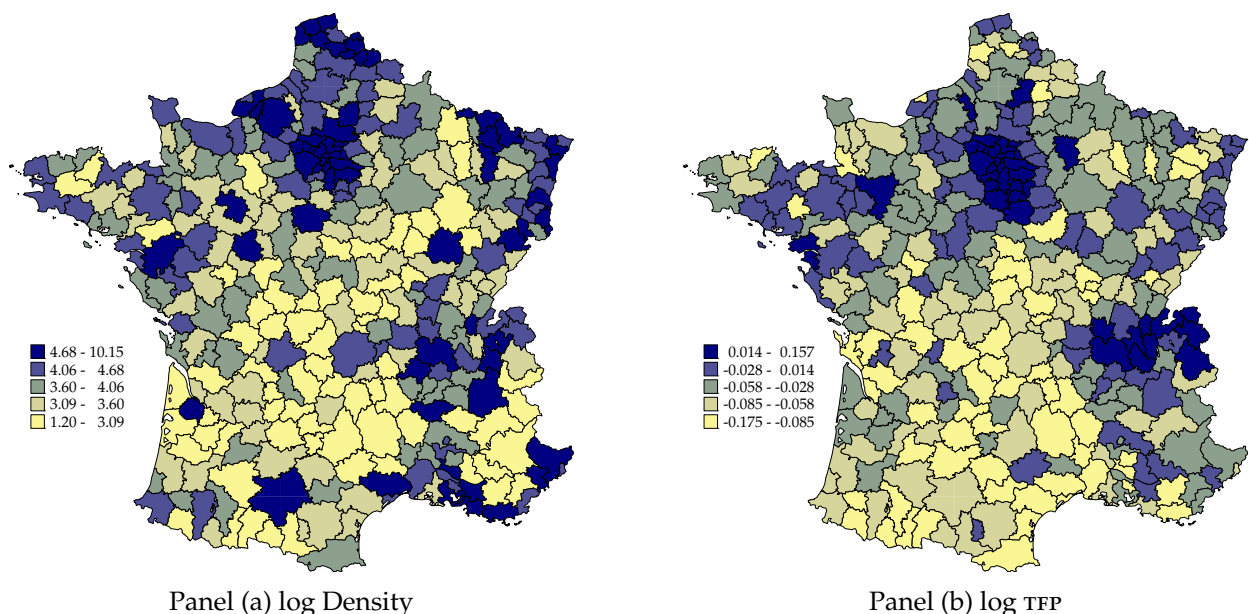 4.68 - 10.15
4.06 - 4.68
3.60 - 4.06
3.09 - 3.60
1.20 - 3.09
Panel (a) log Density
0.014 - 0.157
-0.028 - 0.014
-0.058 - -0.028
-0.085 - -0.058
-0.175 - -0.085
Panel (b) log TFP